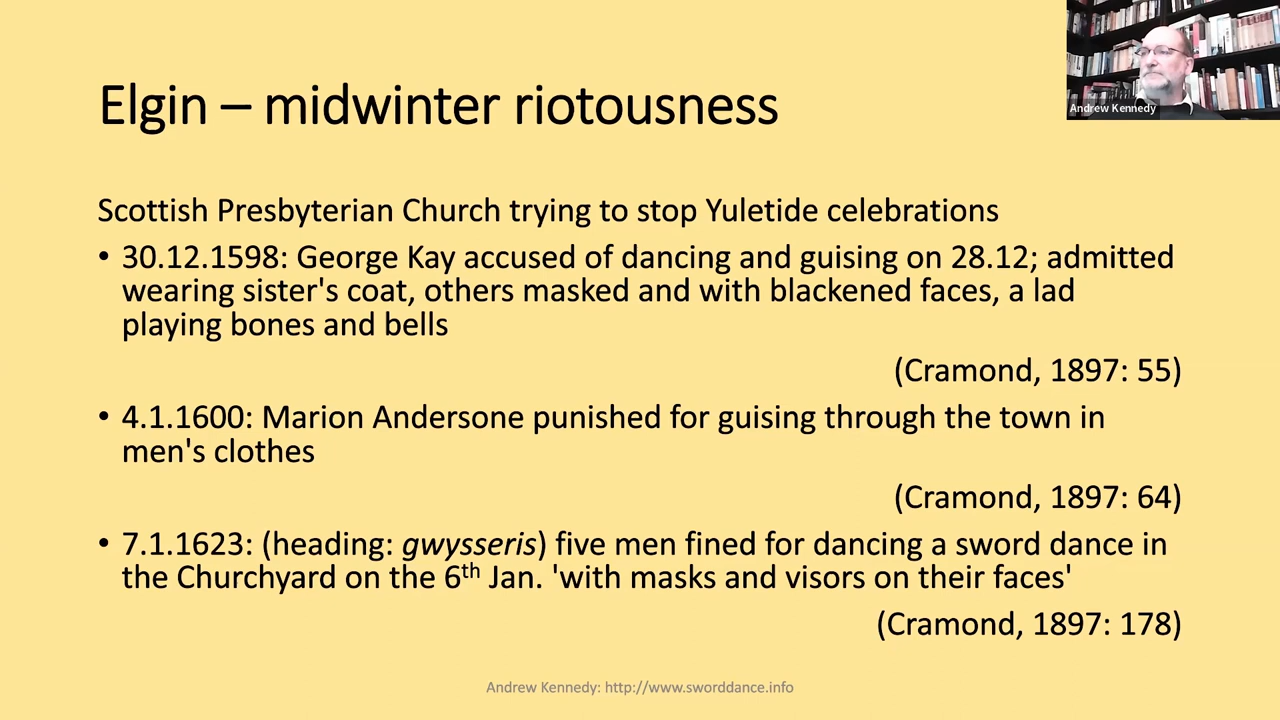 Andrew Kennedy
Elgin – midwinter riotousness
Scottish Presbyterian Church trying to stop Yuletide celebrations
• 30.12.1598: George Kay accused of dancing and guising on 28.12; admitted
wearing sister's coat, others masked and with blackened faces, a lad
playing bones and bells
(Cramond, 1897: 55)
• 4.1.1600: Marion Andersone punished for guising through the town in
men's clothes
(Cramond, 1897: 64)
• 7.1.1623: (heading: gwysseris) five men fined for dancing a sword dance in
the Churchyard on the 6th Jan. 'with masks and visors on their faces'
(Cramond, 1897: 178)
Andrew Kennedy: http://www.sworddance.info